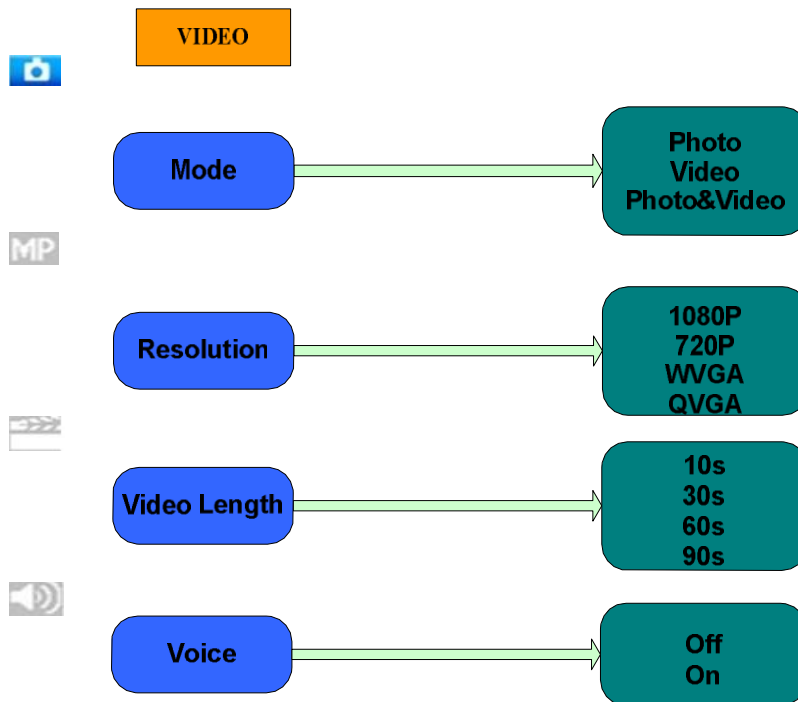 VIDEO
Mode
Photo
Video
Photo&Video
MP
Resolution
1080P
720P
WVGA
QVGA
Video Length
10s
30s
60s
90s
Voice
Off
On